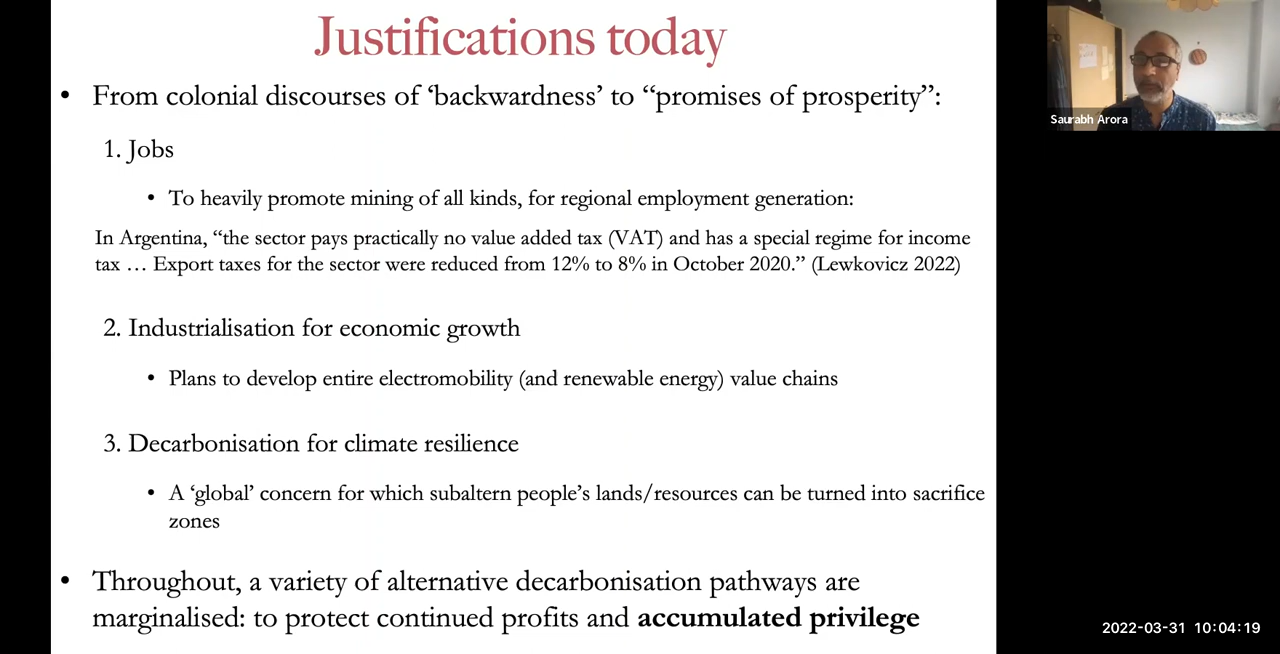 Justifications today
• From colonial discourses of ‘backwardness’ to “promises of prosperity”:
1. Jobs
• To heavily promote mining of all kinds, for regional employment generation:
In Argentina, “the sector pays practically no value added tax (VAT) and has a special regime for income
tax … Export taxes for the sector were reduced from 12% to 8% in October 2020.” (Lewkovicz 2022)
2. Industrialisation for economic growth
• Plans to develop entire electromobility (and renewable energy) value chains
3. Decarbonisation for climate resilience
• A ‘global’ concern for which subaltern people’s lands/resources can be turned into sacrifice
zones
• Throughout, a variety of alternative decarbonisation pathways are
marginalised: to protect continued profits and accumulated privilege
Saurabh Arora
2022-03-31 10:04:19